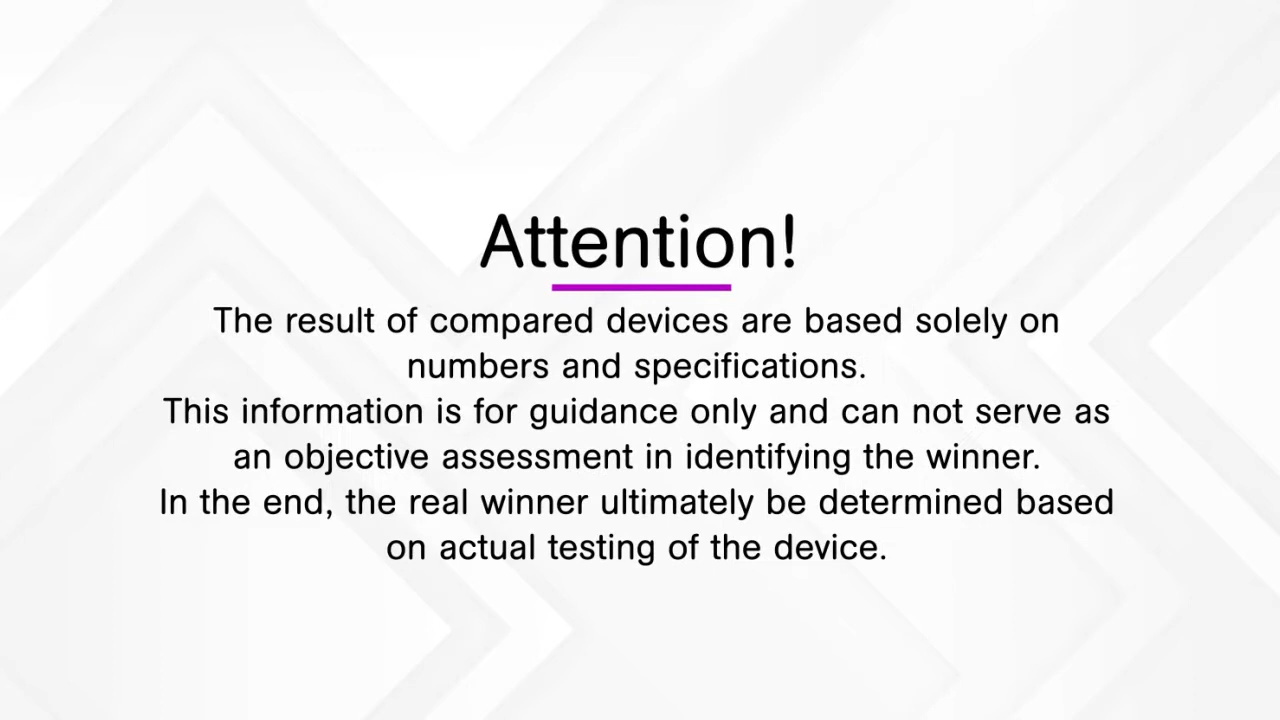 Attention!
The result of compared devices are based solely on
numbers and specifications.
This information is for guidance only and can not serve as
an objective assessment in identifying the winner.
In the end, the real winner ultimately be determined based
on actual testing of the device.